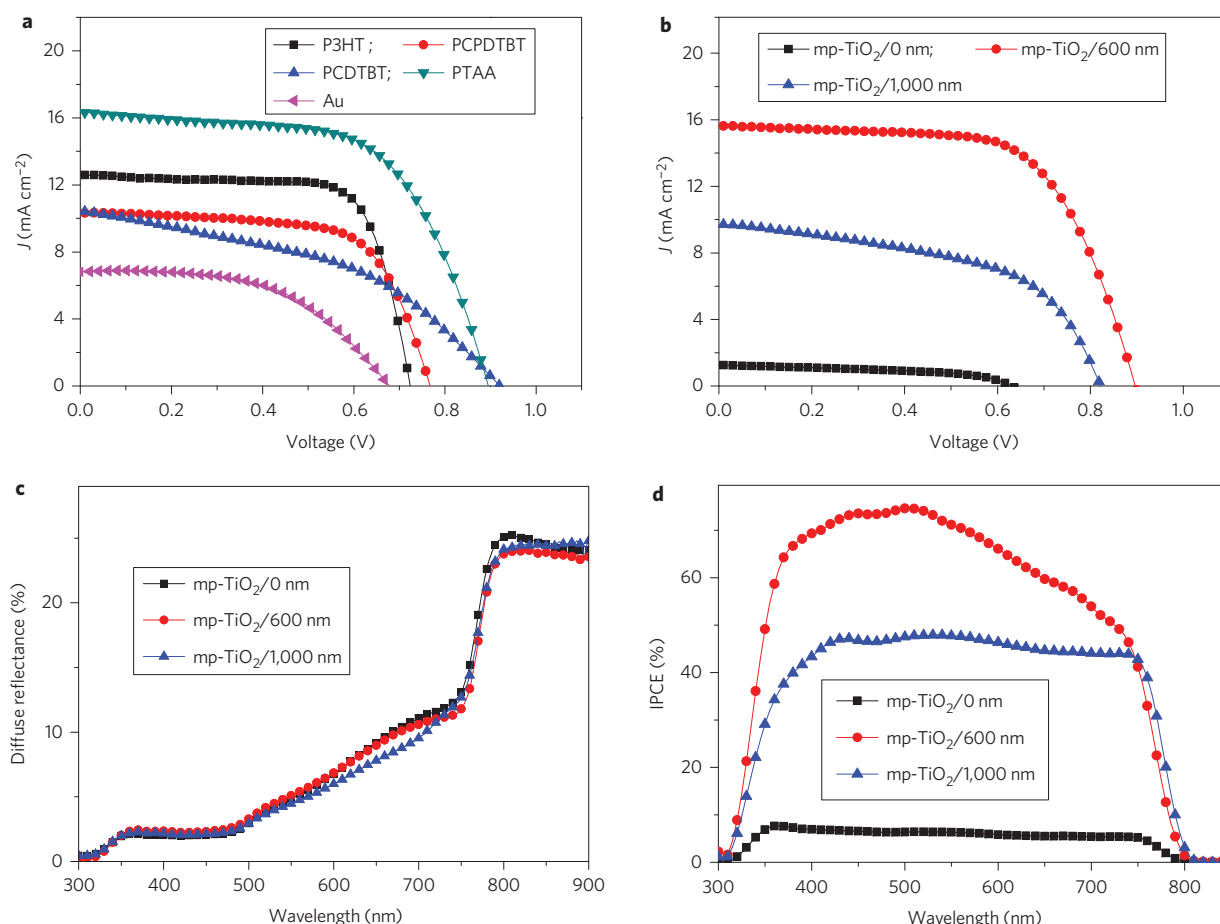 a
20
16
12
8
4
0
J (mA cm⁻²)
P3HT ; PCPDTBT
PCDTBT; PTAA
Au
0.0 0.2 0.4 0.6 0.8 1.0
Voltage (V)
b
20
16
12
8
4
0
J (mA cm⁻²)
mp-TiO₂/0 nm; mp-TiO₂/600 nm
mp-TiO₂/1,000 nm
0.0 0.2 0.4 0.6 0.8 1.0
Voltage (V)
c
20
10
0
Diffuse reflectance (%)
mp-TiO₂/0 nm
mp-TiO₂/600 nm
mp-TiO₂/1,000 nm
300 400 500 600 700 800 900
Wavelength (nm)
d
60
40
20
0
IPCE (%)
mp-TiO₂/0 nm
mp-TiO₂/600 nm
mp-TiO₂/1,000 nm
300 400 500 600 700 800
Wavelength (nm)